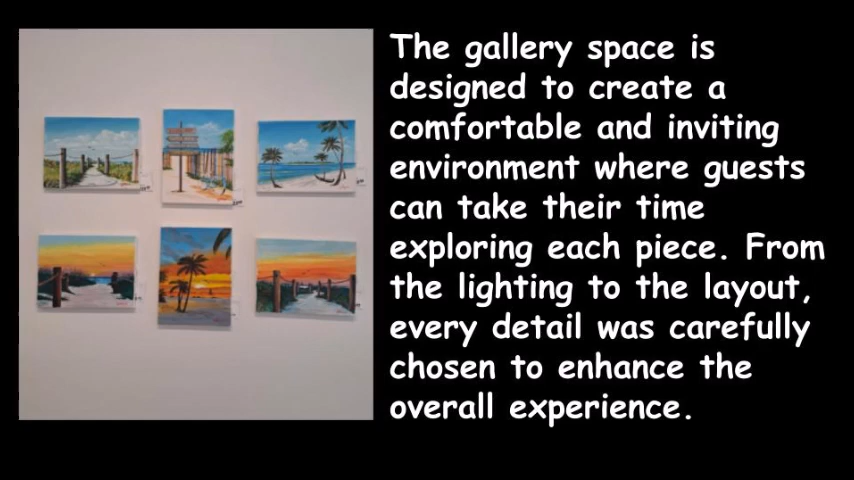 The gallery space is
designed to create a
comfortable and inviting
environment where guests
can take their time
exploring each piece. From
the lighting to the layout,
every detail was carefully
chosen to enhance the
overall experience.